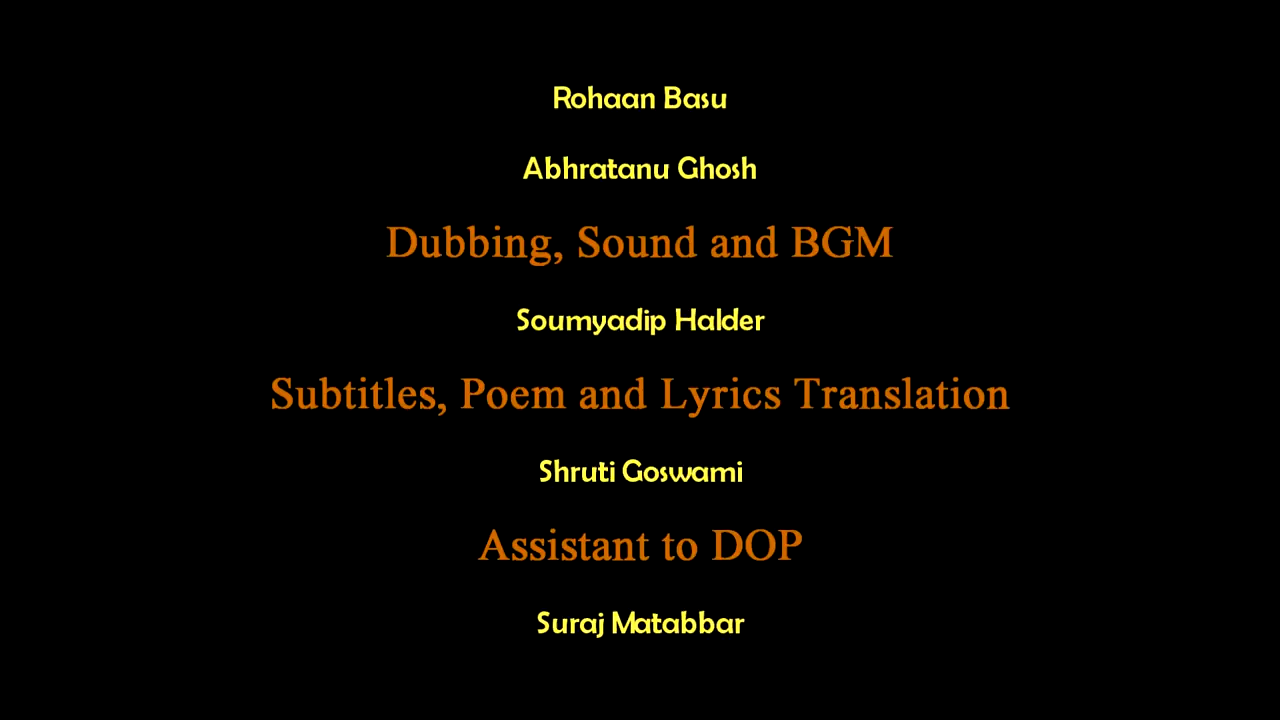 Rohaan Basu
Abhratanu Ghosh
Dubbing, Sound and BGM
Soumyadip Halder
Subtitles, Poem and Lyrics Translation
Shruti Goswami
Assistant to DOP
Suraj Matabbar